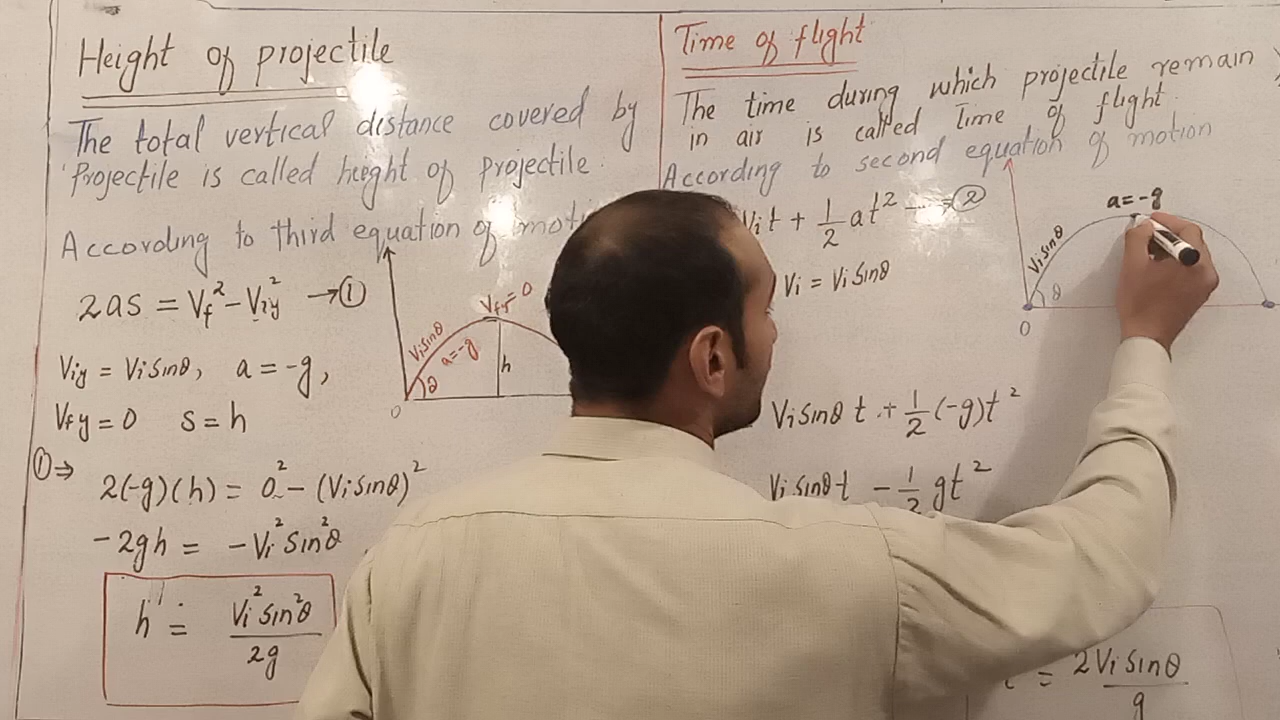 Height of projectile
The total vertical distance covered by
Projectile is called height of projectile.
According to third equation of moti
2as = Vf² - Viy² → ①
Viy = Vi Sinθ, a = -g,
Vfy = 0 s = h
① ⇒ 2(-g)(h) = 0² - (Vi Sinθ)²
-2gh = -Vi² Sin²θ
h = Vi² Sin²θ / 2g
Vfy = 0
Vi Sinθ
a = -g
h
θ
0
Time of flight
The time during which projectile remain
in air is called Time of flight
According to second equation of motion
Vit + 1/2 at² - ②
Vi = Vi Sinθ
Vi Sinθ t + 1/2 (-g)t²
Vi Sinθ t - 1/2 gt²
= 2 Vi Sinθ / g
a = -g
Vi Sinθ
θ
0